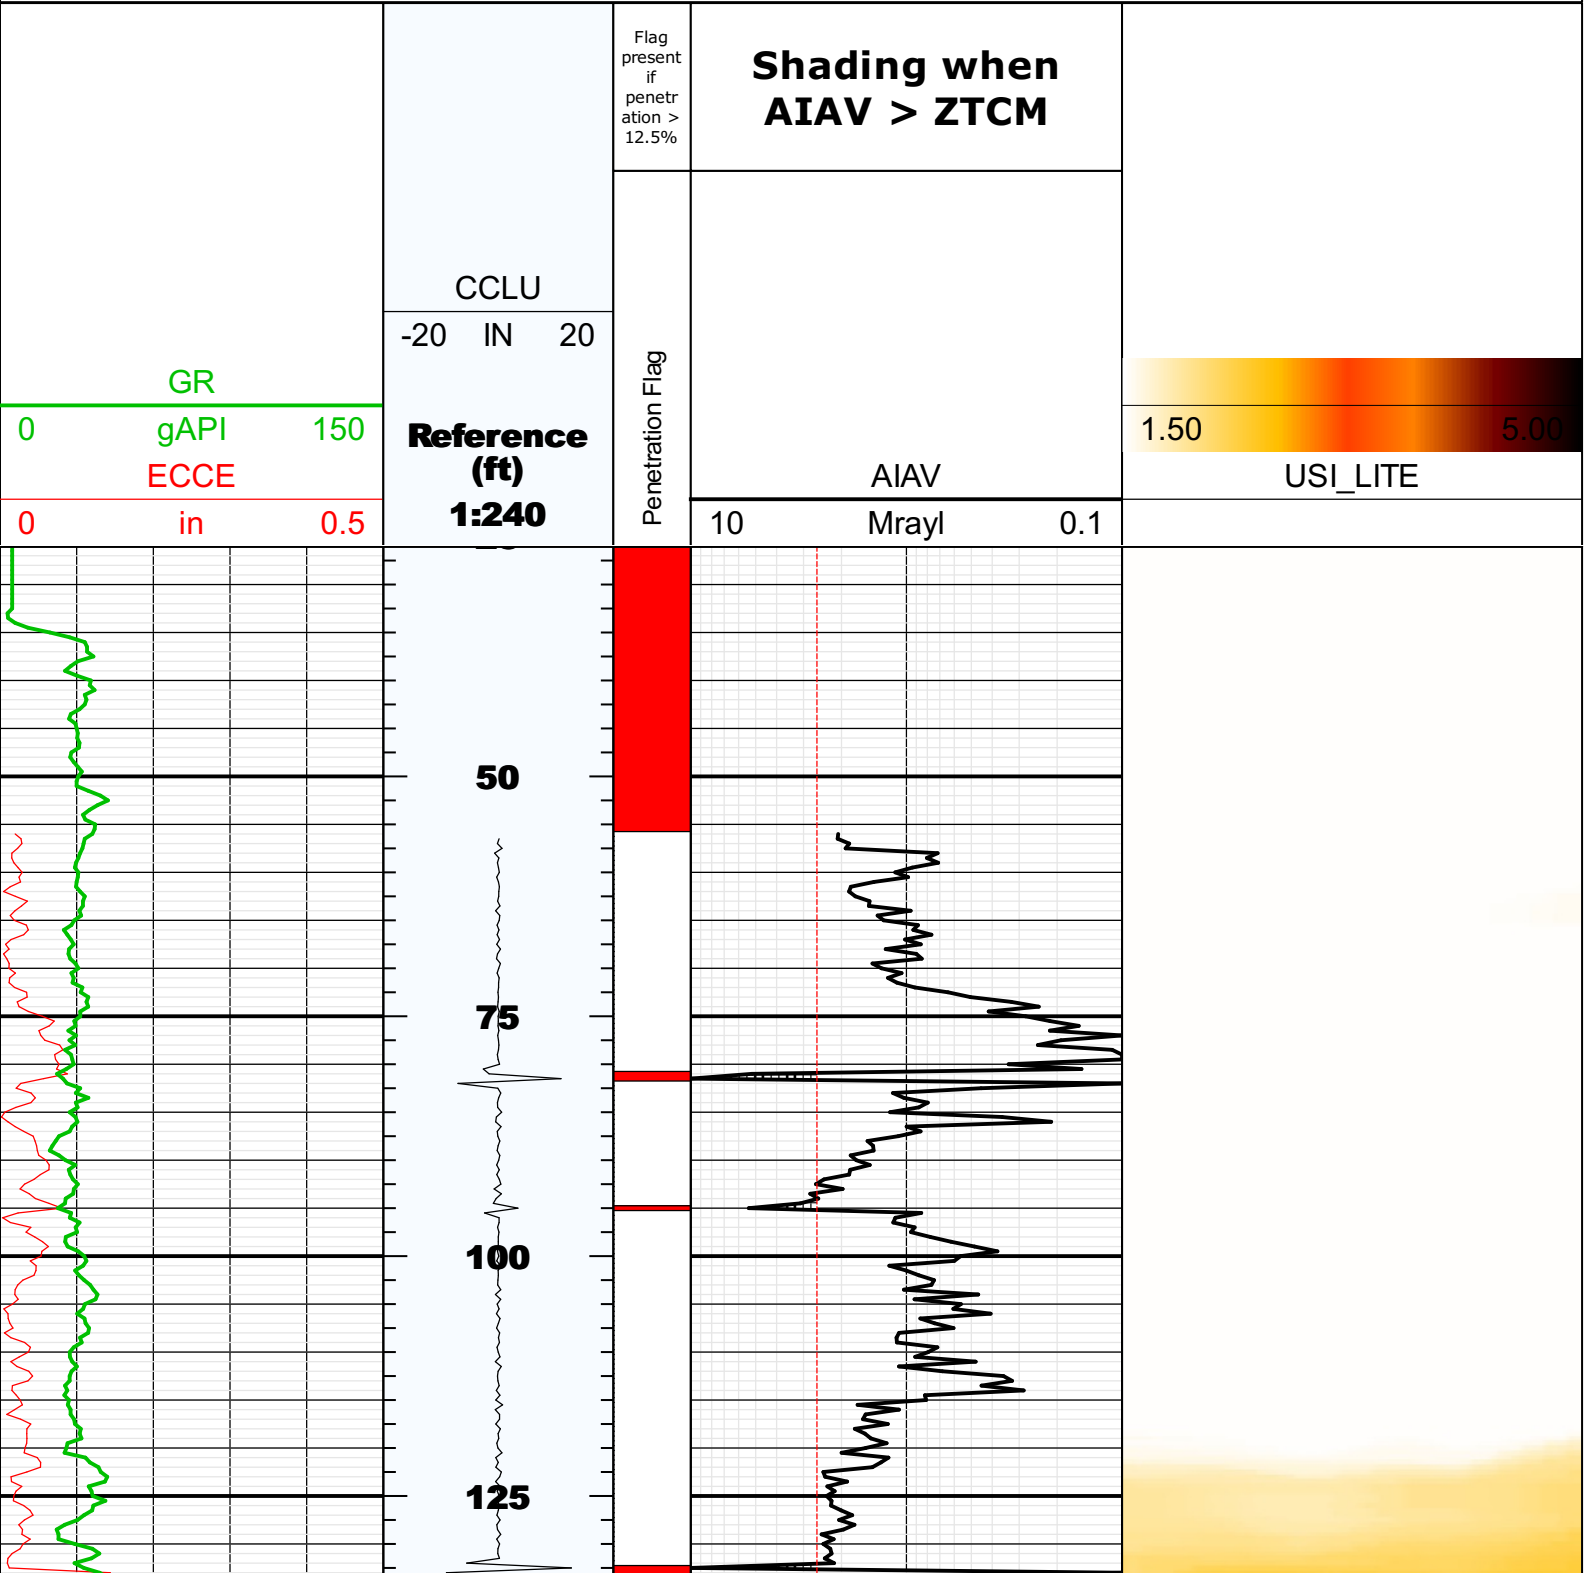 Flag
present
if
penetr
ation >
12.5%
Shading when
AIAV > ZTCM
CCLU
-20 IN 20
GR
0 gAPI 150
ECCE
0 in 0.5
Reference
(ft)
1:240
Penetration Flag
AIAV
10 Mrayl 0.1
1.50 5.00
USI_LITE
50
75
100
125